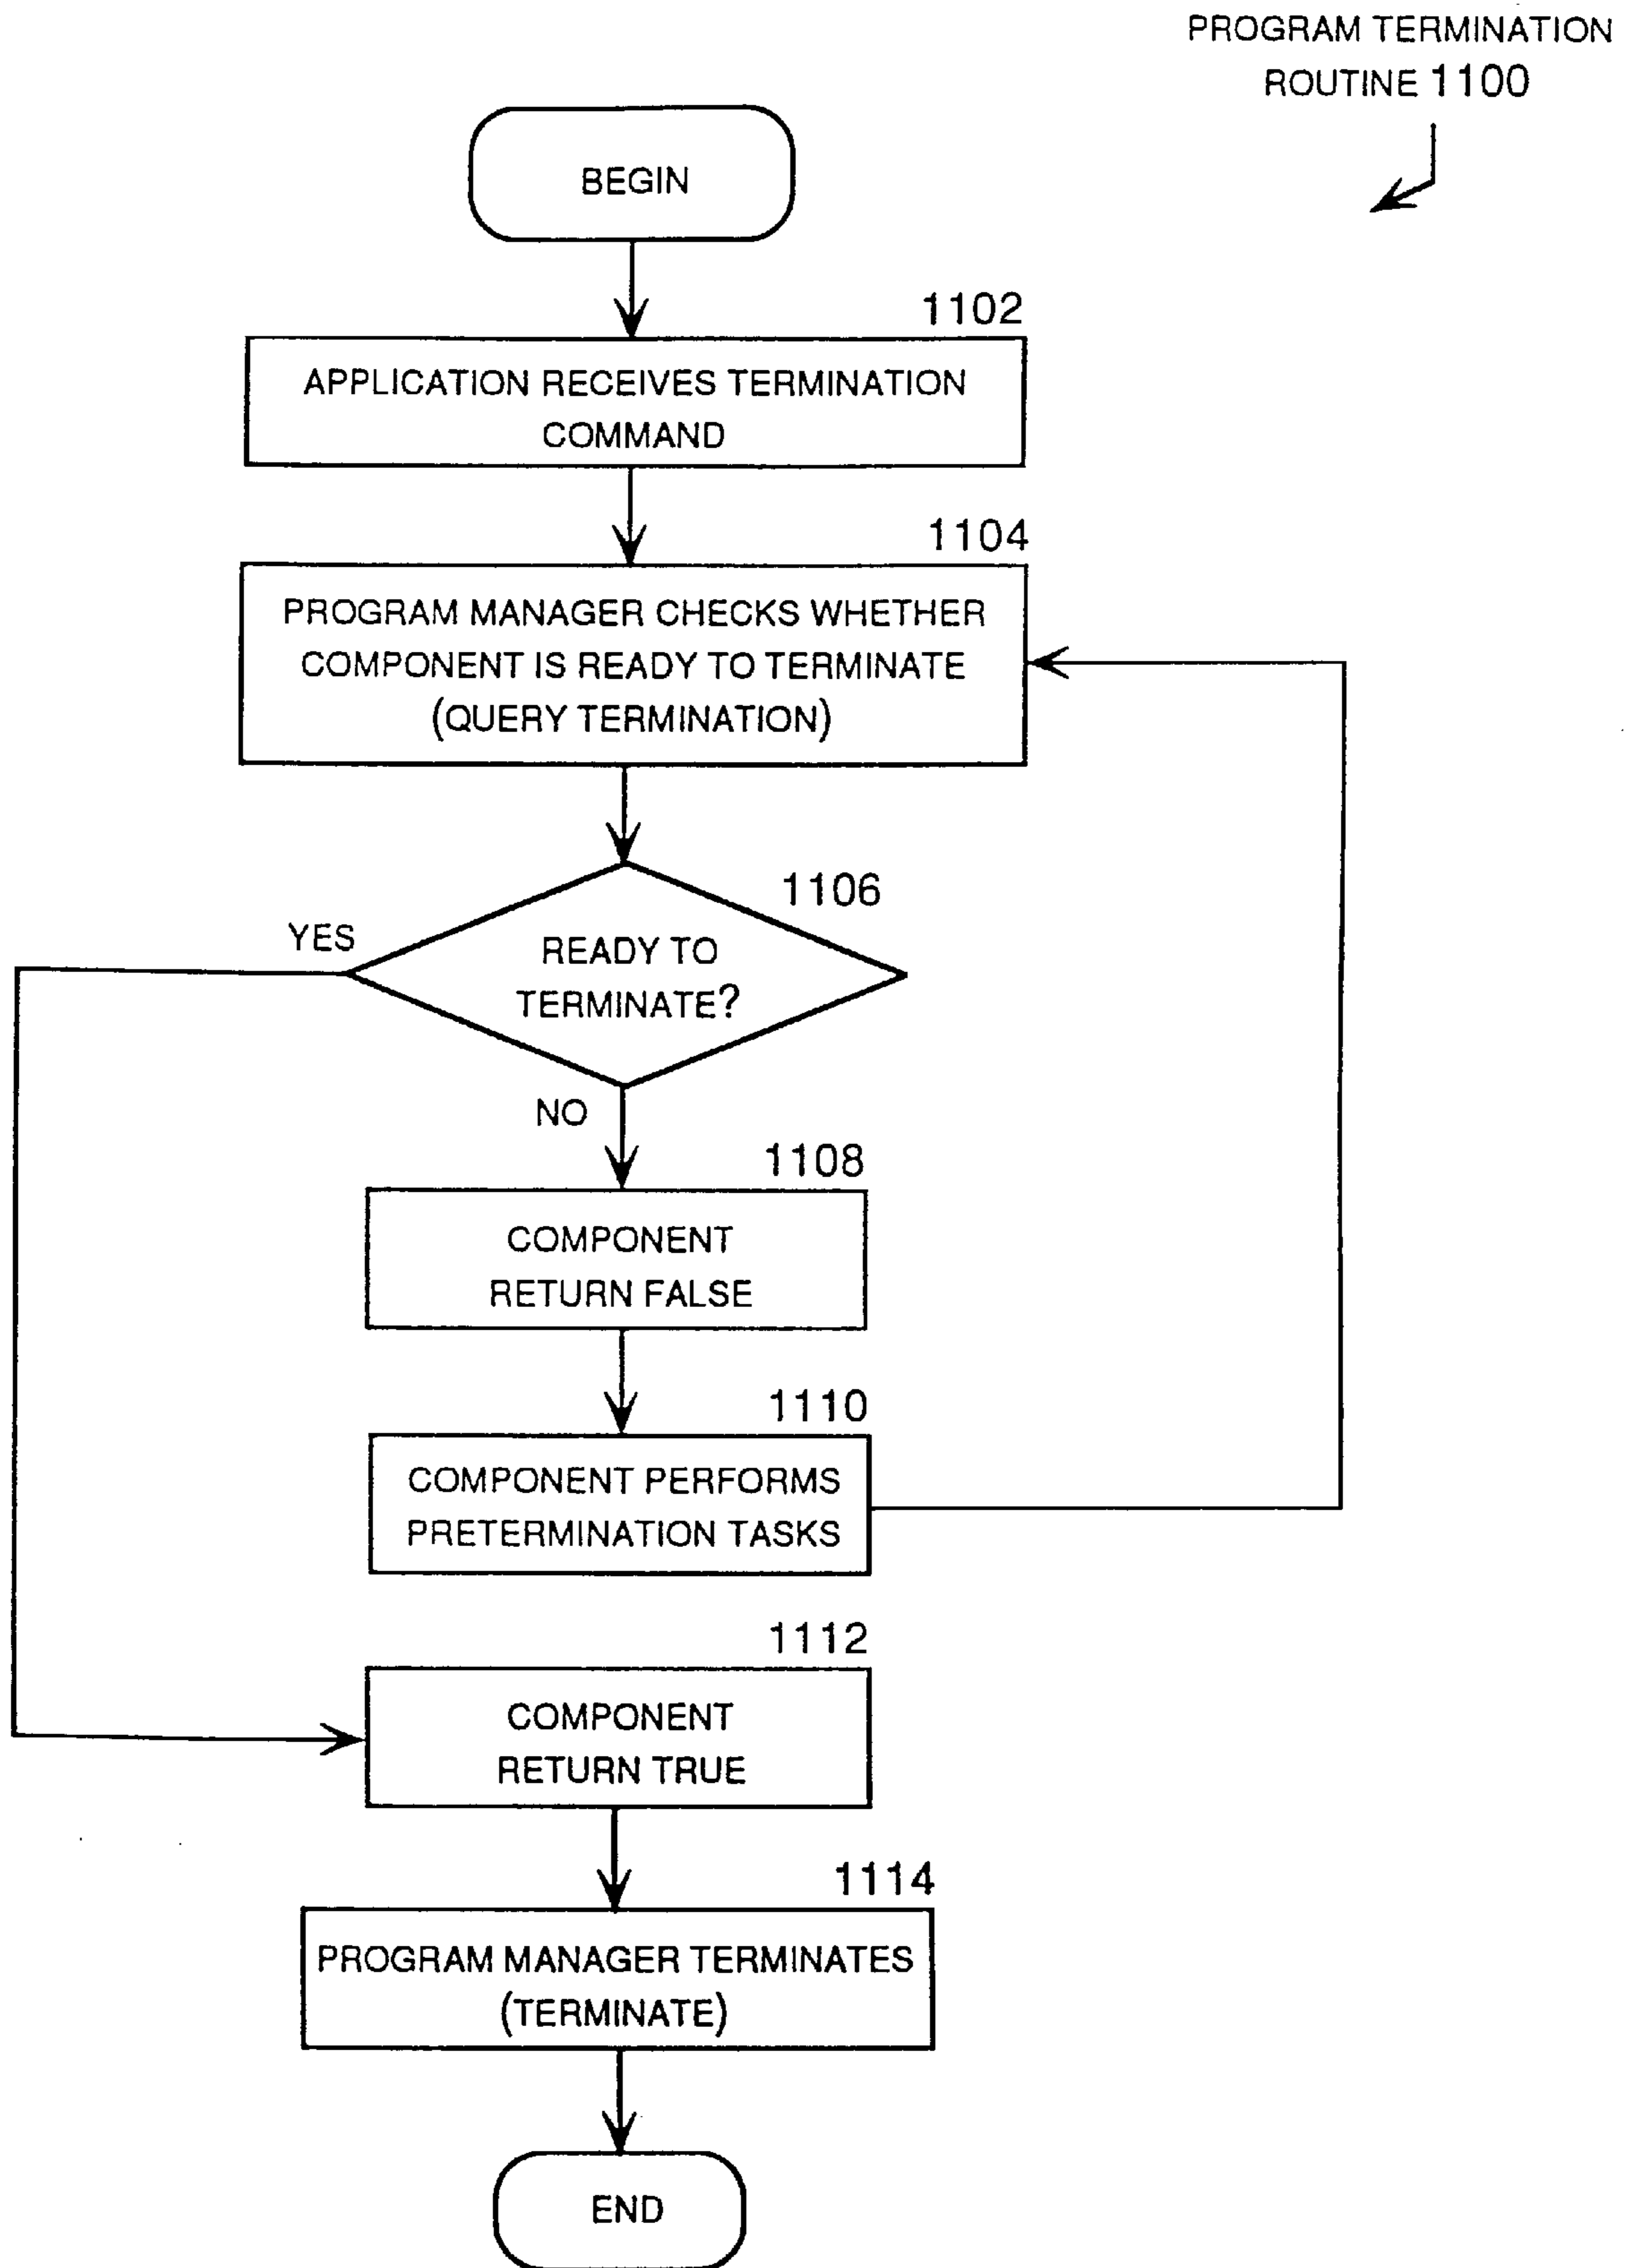 PROGRAM TERMINATION
ROUTINE 1100
BEGIN
1102
APPLICATION RECEIVES TERMINATION
COMMAND
1104
PROGRAM MANAGER CHECKS WHETHER
COMPONENT IS READY TO TERMINATE
(QUERY TERMINATION)
1106
YES
READY TO
TERMINATE?
NO
1108
COMPONENT
RETURN FALSE
1110
COMPONENT PERFORMS
PRETERMINATION TASKS
1112
COMPONENT
RETURN TRUE
1114
PROGRAM MANAGER TERMINATES
(TERMINATE)
END